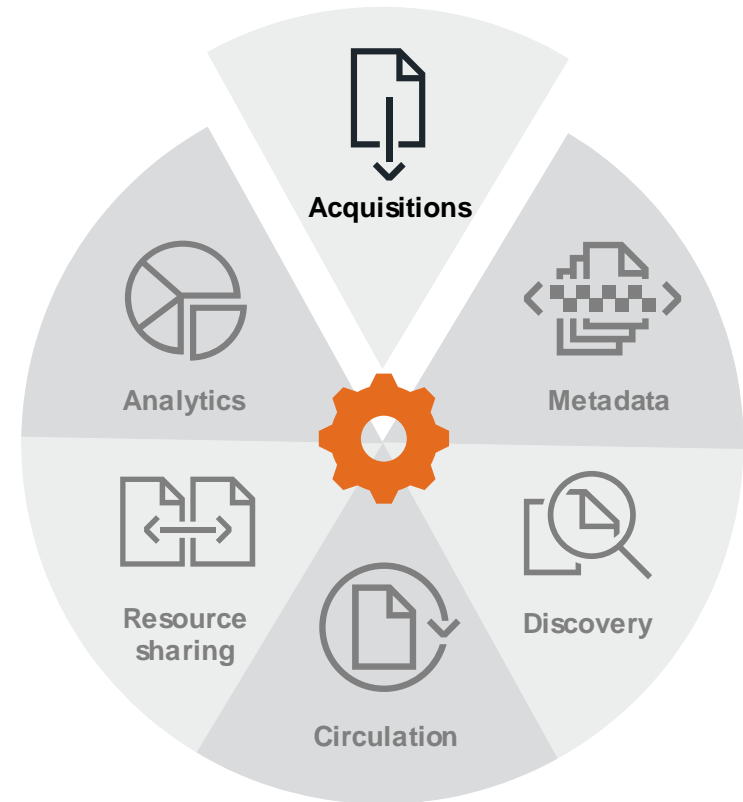 Acquisitions
Analytics
Metadata
Resource
sharing
Discovery
Circulation